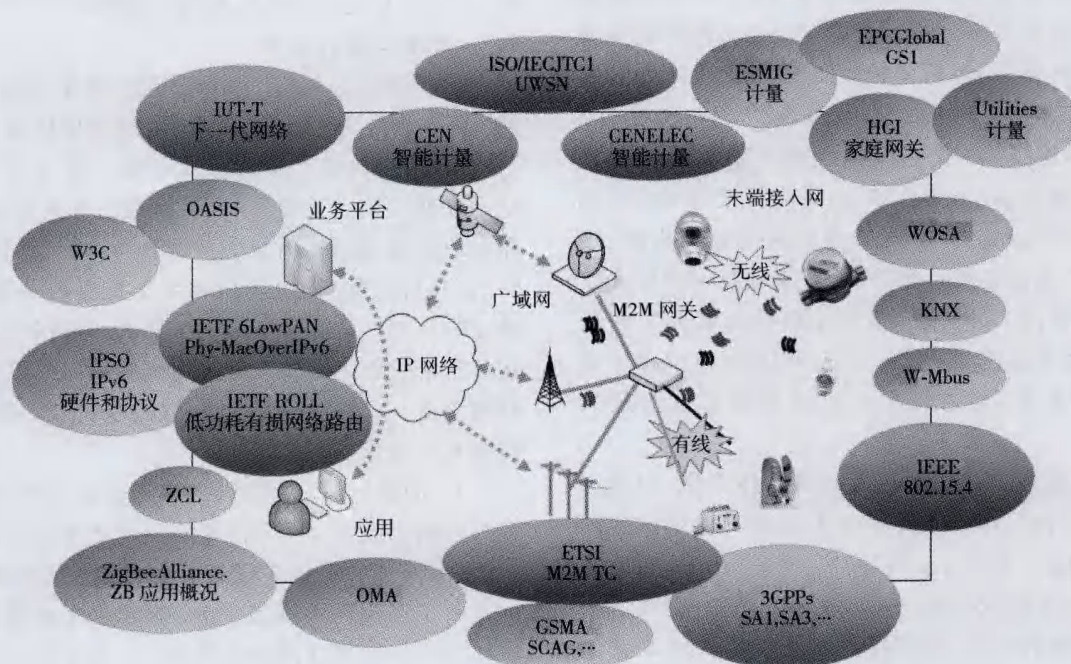 EPCGlobal
GS1
ISO/IECJTC1
UWSN
ESMIG
计量
IUT-T
下一代网络
CEN
智能计量
CENELEC
智能计量
HGI
家庭网关
Utilities
计量
OASIS
业务平台
末端接入网
W3C
WOSA
无线
广域网
M2M 网关
KNX
IETF 6LowPAN
Phy-MacOverIPv6
IP 网络
IPSO
IPv6
硬件和协议
W-Mbus
IETF ROLL
低功耗有损网络路由
有线
IEEE
802.15.4
ZCL
应用
ETSI
M2M TC
ZigBeeAlliance.
ZB 应用概况
OMA
3GPPs
SA1,SA3,…
GSMA
SCAG,…